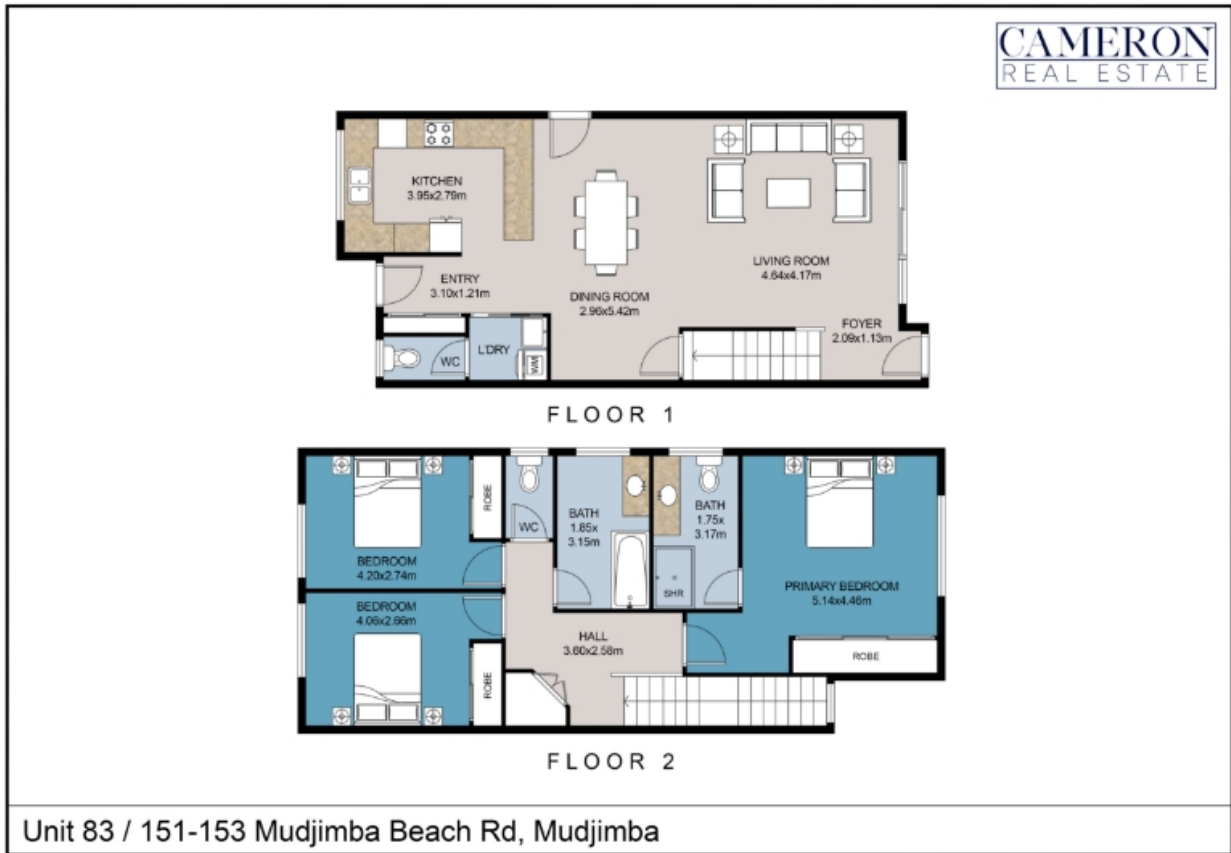 CAMERON
REAL ESTATE
KITCHEN
3.95x2.79m
ENTRY
3.10x1.21m
DINING ROOM
2.96x5.42m
LIVING ROOM
4.64x4.17m
FOYER
2.09x1.13m
WC
L'DRY
WM
FLOOR 1
BEDROOM
4.20x2.74m
ROBE
WC
BATH
1.85x
3.15m
BATH
1.75x
3.17m
SHR
PRIMARY BEDROOM
5.14x4.46m
ROBE
BEDROOM
4.06x2.66m
ROBE
HALL
3.60x2.58m
FLOOR 2
Unit 83 / 151-153 Mudjimba Beach Rd, Mudjimba